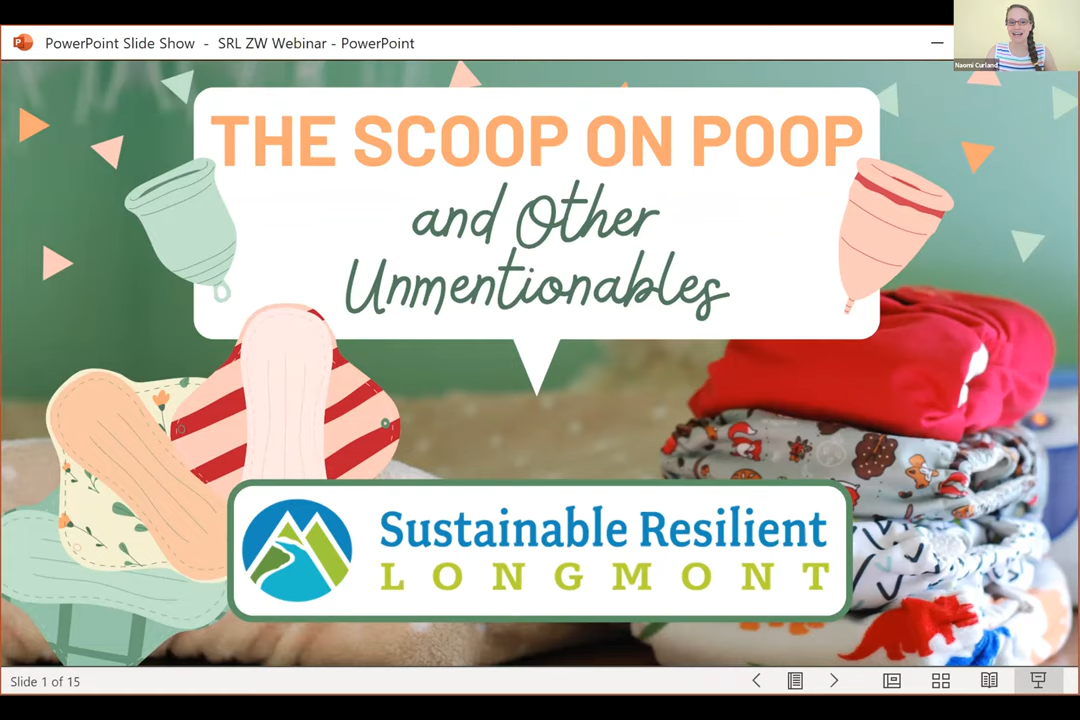 PowerPoint Slide Show - SRL ZW Webinar - PowerPoint
Naomi Curland
THE SCOOP ON POOP
and Other
Unmentionables
Sustainable Resilient
LONGMONT
Slide 1 of 15